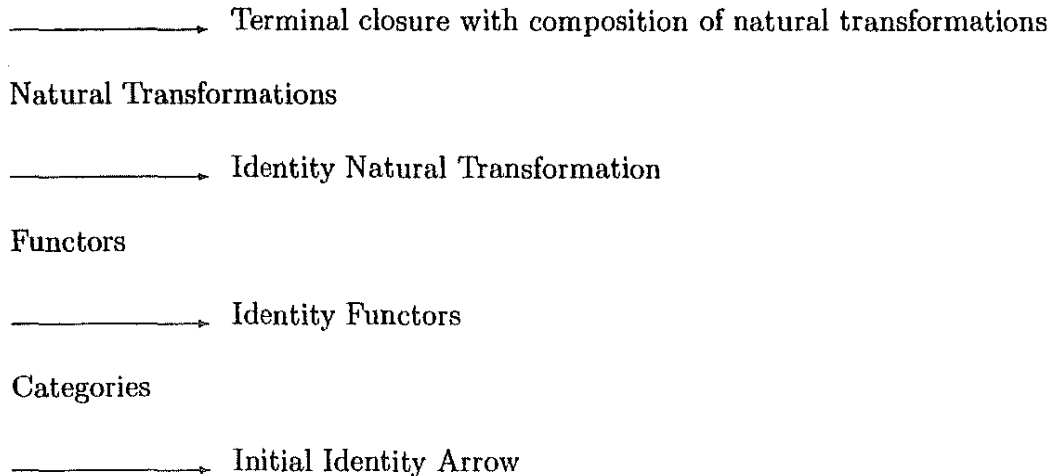 Terminal closure with composition of natural transformations
Natural Transformations
Identity Natural Transformation
Functors
Identity Functors
Categories
Initial Identity Arrow